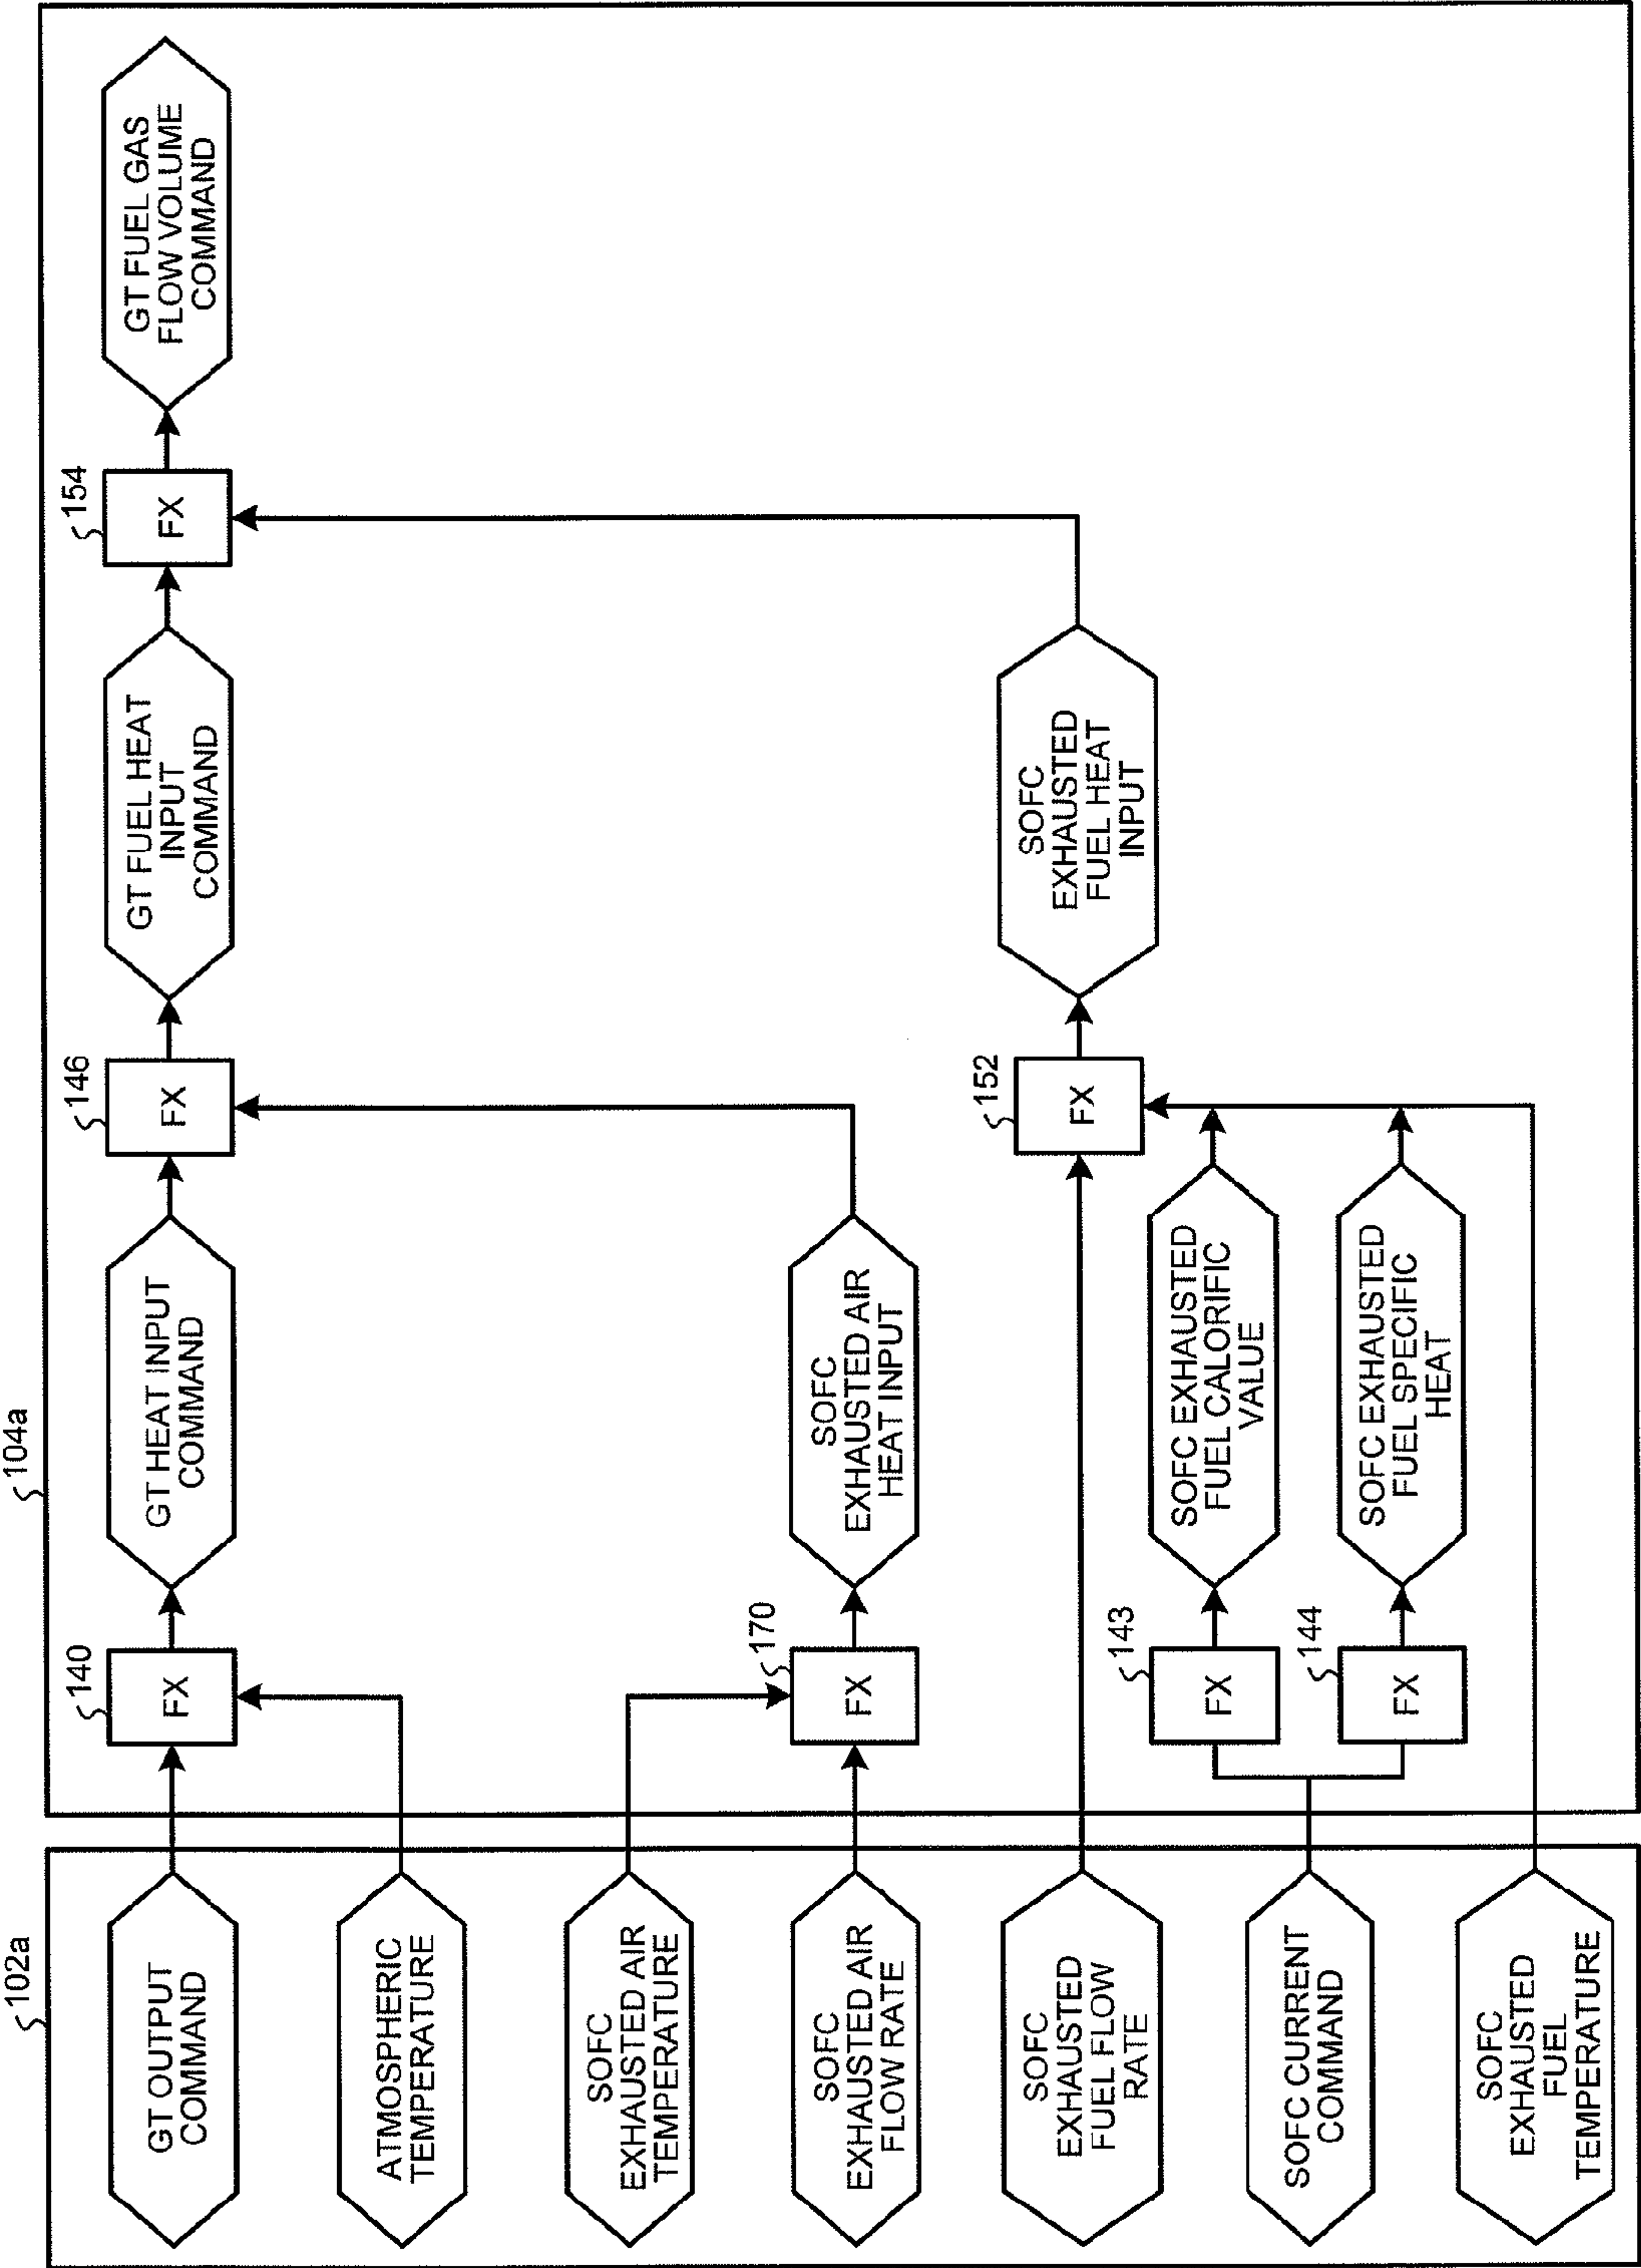 102a
104a
GT OUTPUT
COMMAND
140
FX
GT HEAT INPUT
COMMAND
146
FX
GT FUEL HEAT
INPUT
COMMAND
154
FX
GT FUEL GAS
FLOW VOLUME
COMMAND
ATMOSPHERIC
TEMPERATURE
SOFC
EXHAUSTED AIR
TEMPERATURE
SOFC
EXHAUSTED AIR
FLOW RATE
170
FX
SOFC
EXHAUSTED AIR
HEAT INPUT
SOFC
EXHAUSTED
FUEL FLOW
RATE
152
FX
SOFC
EXHAUSTED
FUEL HEAT
INPUT
SOFC CURRENT
COMMAND
143
FX
SOFC EXHAUSTED
FUEL CALORIFIC
VALUE
144
FX
SOFC EXHAUSTED
FUEL SPECIFIC
HEAT
SOFC
EXHAUSTED
FUEL
TEMPERATURE